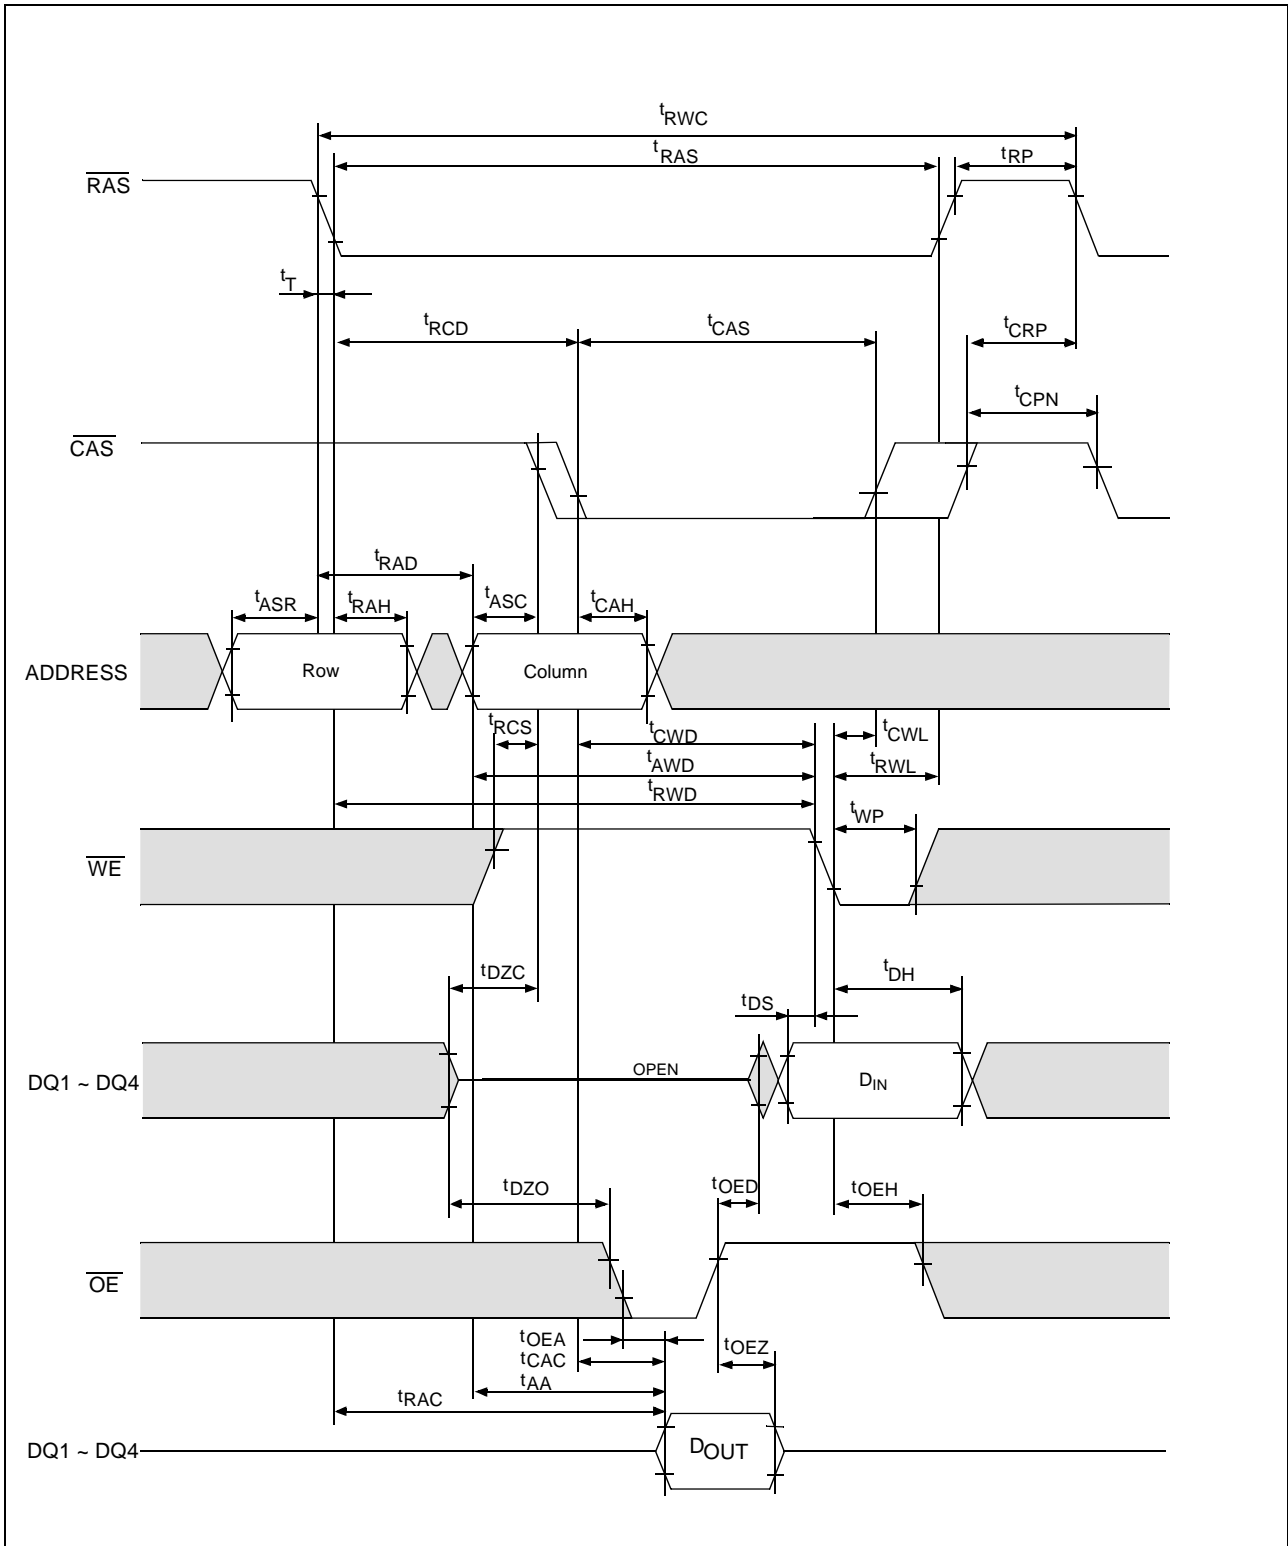 tRWC
tRAS
tRP
RAS
tT
tRCD
tCAS
tCRP
tCPN
CAS
tRAD
tASR
tRAH
tASC
tCAH
ADDRESS
Row
Column
tRCS
tCWD
tCWL
tAWD
tRWL
tRWD
tWP
WE
tDZC
tDH
tDS
DQ1 ~ DQ4
OPEN
DIN
tDZO
tOED
tOEH
OE
tOEA
tOEZ
tCAC
tAA
tRAC
DQ1 ~ DQ4
DOUT